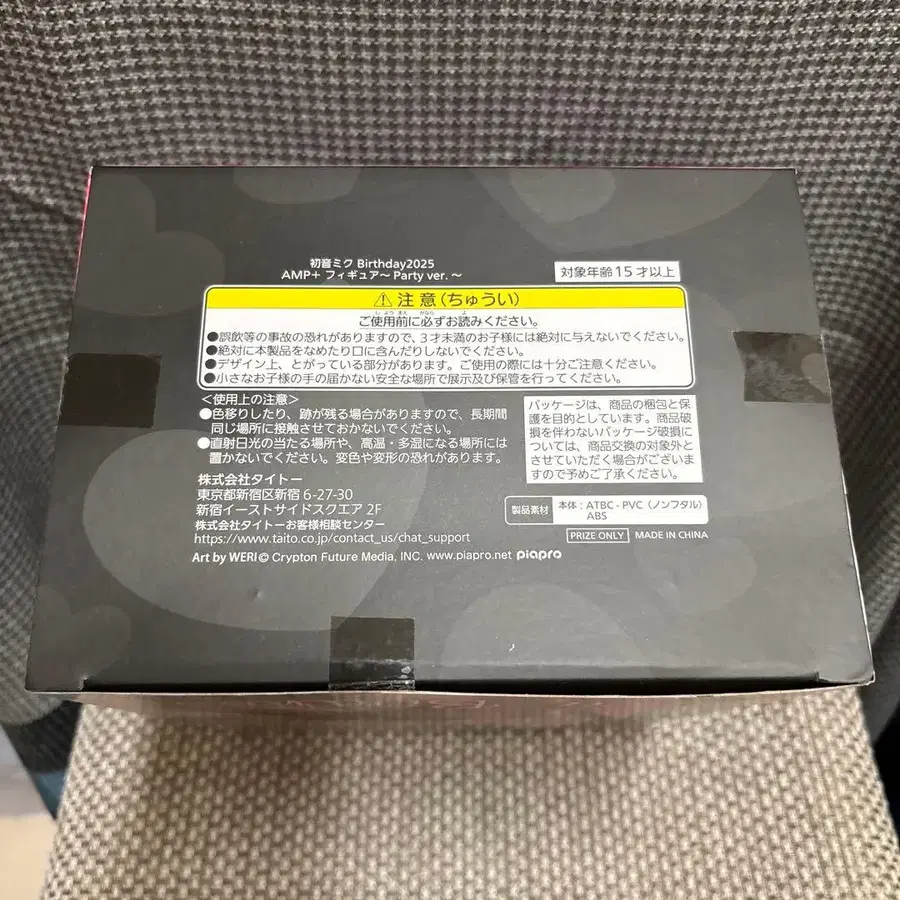 初音ミク Birthday2025
AMP+ フィギュア～ Party ver. ～
対象年齢15才以上
⚠ 注意(ちゅうい)
ご使用前に必ずお読みください。
●誤飲等の事故の恐れがありますので、3才未満のお子様には絶対に与えないでください。
●絶対に本製品をなめたり口に含んだりしないでください。
●デザイン上、とがっている部分があります。ご使用の際には十分ご注意ください。
●小さなお子様の手の届かない安全な場所で展示及び保管を行ってください。
＜使用上の注意＞
●色移りしたり、跡が残る場合がありますので、長期間
同じ場所に接触させておかないでください。
●直射日光の当たる場所や、高温・多湿になる場所には
置かないでください。変色や変形の恐れがあります。
パッケージは、商品の梱包と保
護を目的としています。商品破
損を伴わないパッケージ破損に
ついては、商品交換の対象外と
させていただく場合がございま
すので予めご了承ください。
株式会社タイトー
東京都新宿区新宿 6-27-30
新宿イーストサイドスクエア 2F
株式会社タイトーお客様相談センター
https://www.taito.co.jp/contact_us/chat_support
製品素材
本体：ATBC-PVC（ノンフタル）
ABS
PRIZE ONLY MADE IN CHINA
Art by WERI © Crypton Future Media, INC. www.piapro.net piapro